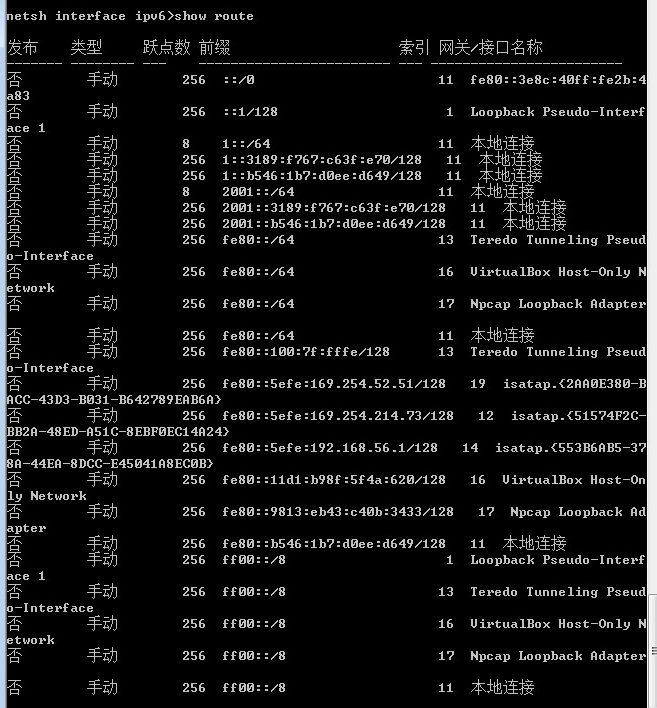 netsh interface ipv6>show route
发布 类型 跃点数 前缀 索引 网关/接口名称
------- -------- --- ------------------------ --- ------------------------
否 手动 256 ::/0 11 fe80::3e8c:40ff:fe2b:4
a83
否 手动 256 ::1/128 1 Loopback Pseudo-Interf
ace 1
否 手动 8 1::/64 11 本地连接
否 手动 256 1::3189:f767:c63f:e70/128 11 本地连接
否 手动 256 1::b546:1b7:d0ee:d649/128 11 本地连接
否 手动 8 2001::/64 11 本地连接
否 手动 256 2001::3189:f767:c63f:e70/128 11 本地连接
否 手动 256 2001::b546:1b7:d0ee:d649/128 11 本地连接
否 手动 256 fe80::/64 13 Teredo Tunneling Pseud
o-Interface
否 手动 256 fe80::/64 16 VirtualBox Host-Only N
etwork
否 手动 256 fe80::/64 17 Npcap Loopback Adapter
否 手动 256 fe80::/64 11 本地连接
否 手动 256 fe80::100:7f:fffe/128 13 Teredo Tunneling Pseud
o-Interface
否 手动 256 fe80::5efe:169.254.52.51/128 19 isatap.{2AA0E380-B
ACC-43D3-B031-B642789EAB6A}
否 手动 256 fe80::5efe:169.254.214.73/128 12 isatap.{51574F2C-
BB2A-48ED-A51C-8EBF0EC14A24}
否 手动 256 fe80::5efe:192.168.56.1/128 14 isatap.{553B6AB5-37
8A-44EA-8DCC-E45041A8EC0B}
否 手动 256 fe80::11d1:b98f:5f4a:620/128 16 VirtualBox Host-On
ly Network
否 手动 256 fe80::9813:eb43:c40b:3433/128 17 Npcap Loopback Ad
apter
否 手动 256 fe80::b546:1b7:d0ee:d649/128 11 本地连接
否 手动 256 ff00::/8 1 Loopback Pseudo-Interf
ace 1
否 手动 256 ff00::/8 13 Teredo Tunneling Pseud
o-Interface
否 手动 256 ff00::/8 16 VirtualBox Host-Only N
etwork
否 手动 256 ff00::/8 17 Npcap Loopback Adapter
否 手动 256 ff00::/8 11 本地连接